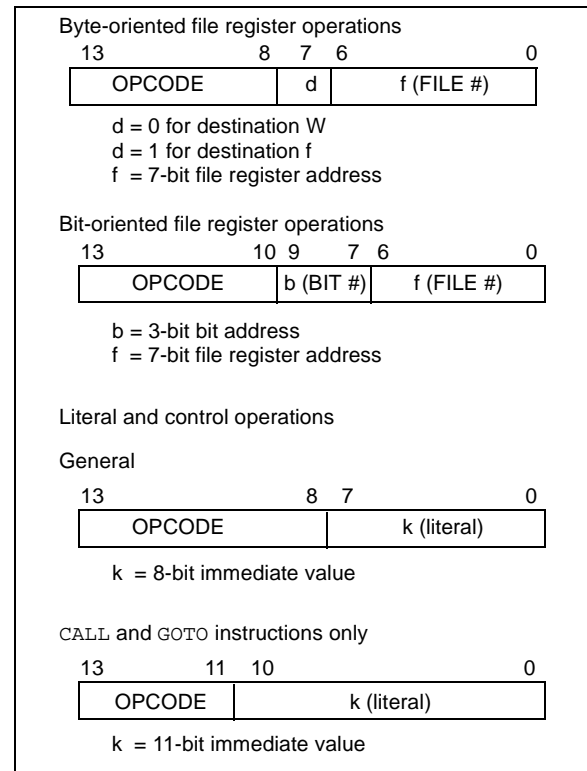 Byte-oriented file register operations
13 8 7 6 0
OPCODE d f (FILE #)
d = 0 for destination W
d = 1 for destination f
f = 7-bit file register address
Bit-oriented file register operations
13 10 9 7 6 0
OPCODE b (BIT #) f (FILE #)
b = 3-bit bit address
f = 7-bit file register address
Literal and control operations
General
13 8 7 0
OPCODE k (literal)
k = 8-bit immediate value
CALL and GOTO instructions only
13 11 10 0
OPCODE k (literal)
k = 11-bit immediate value